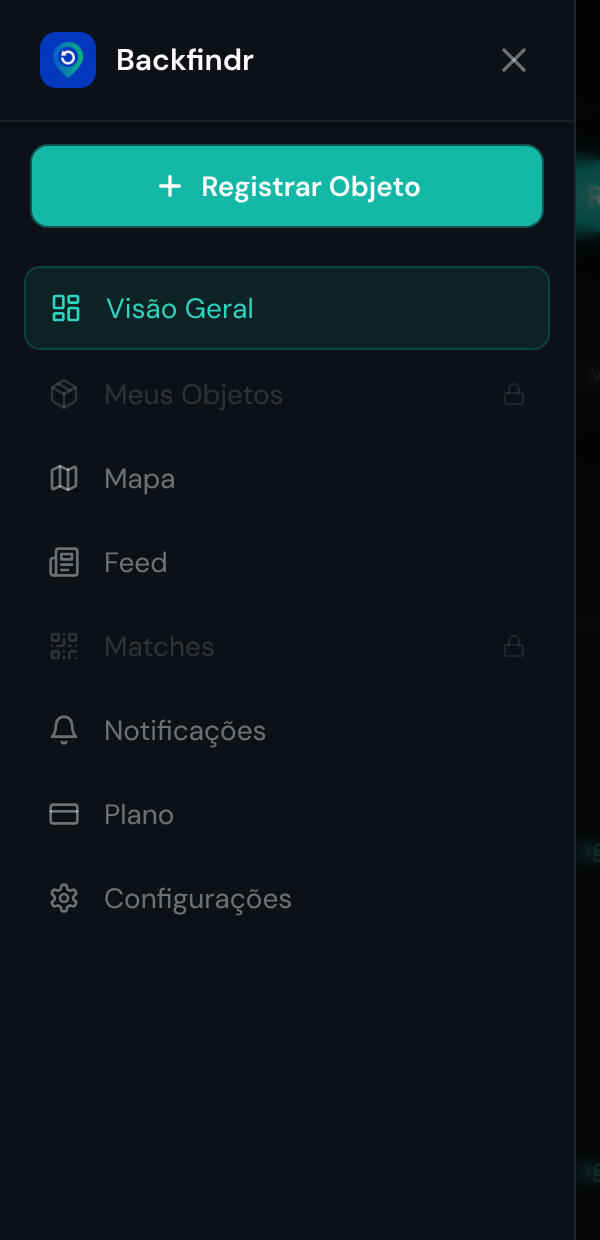 Backfindr
Registrar Objeto
Visão Geral
Meus Objetos
Mapa
Feed
Matches
Notificações
Plano
Configurações